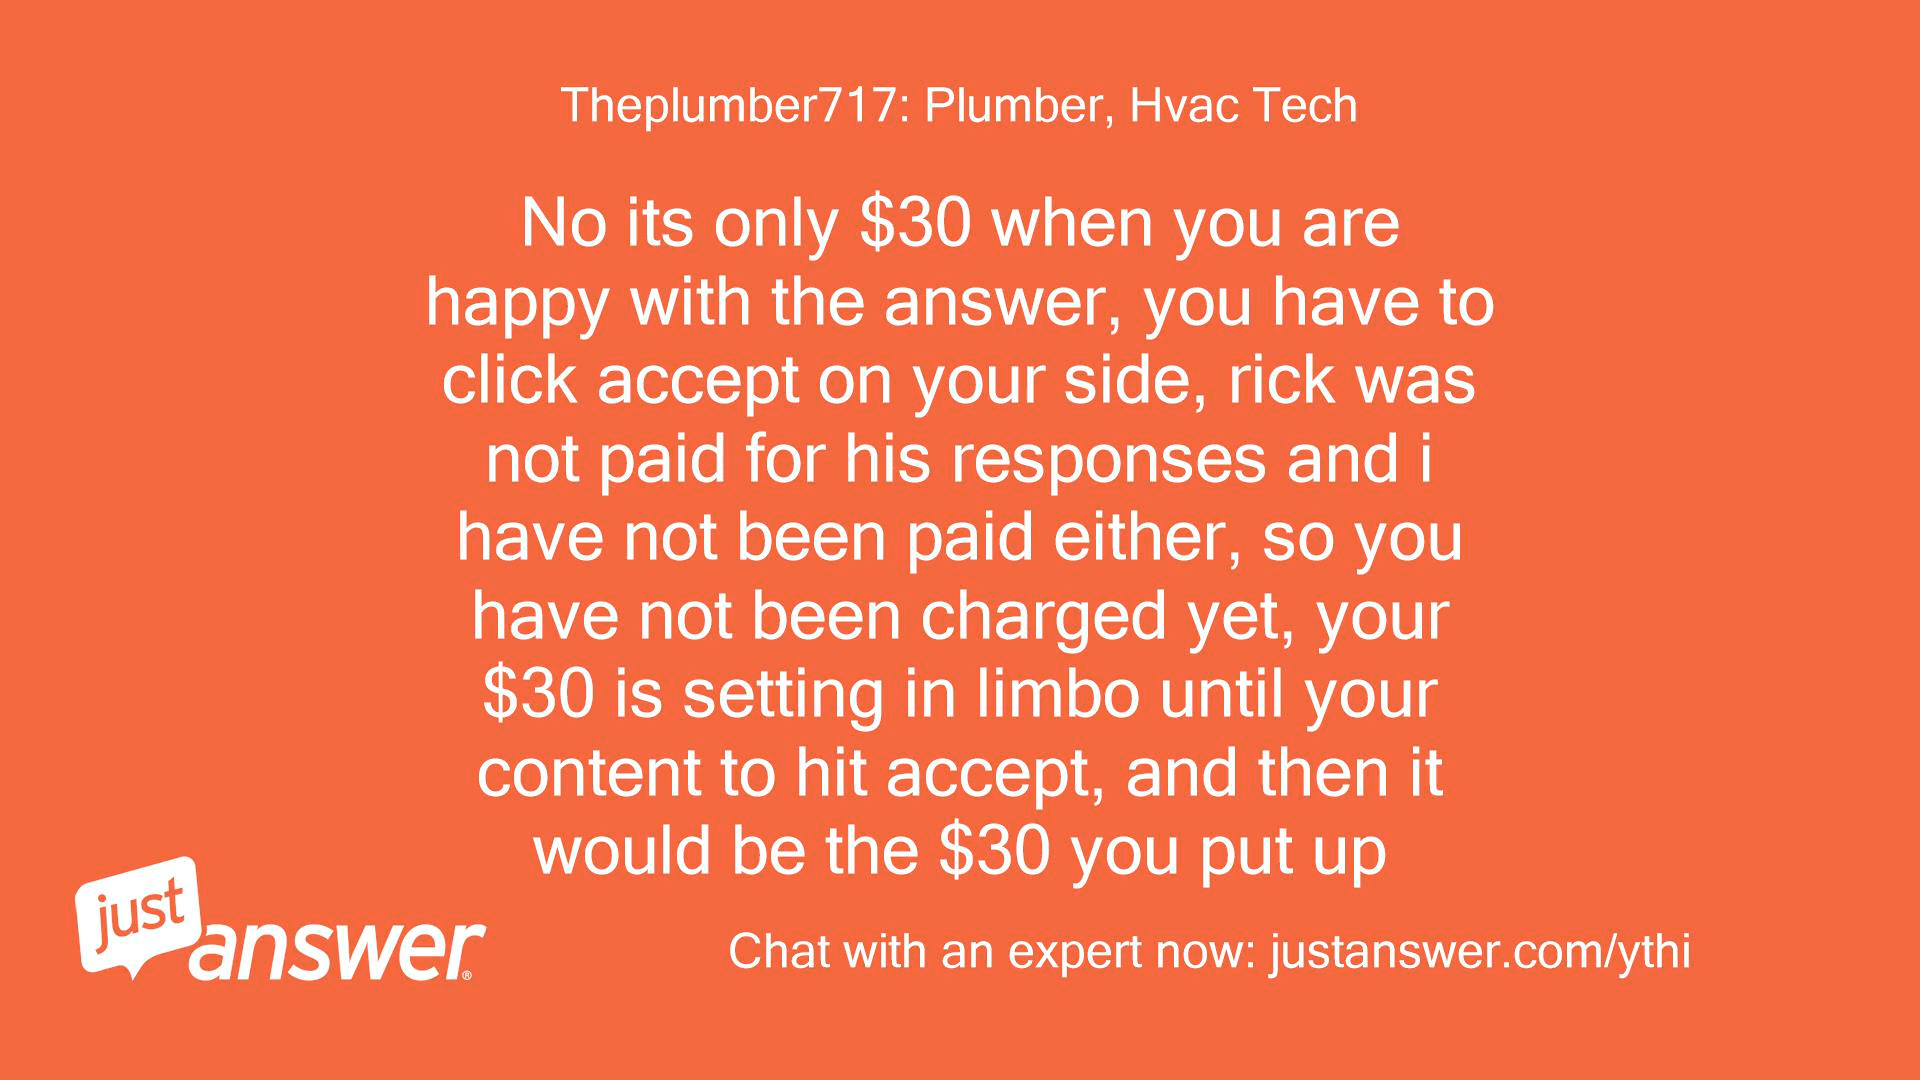 Theplumber717: Plumber, Hvac Tech
No its only $30 when you are
happy with the answer, you have to
click accept on your side, rick was
not paid for his responses and i
have not been paid either, so you
have not been charged yet, your
$30 is setting in limbo until your
content to hit accept, and then it
would be the $30 you put up
just
answer®
Chat with an expert now: justanswer.com/ythi